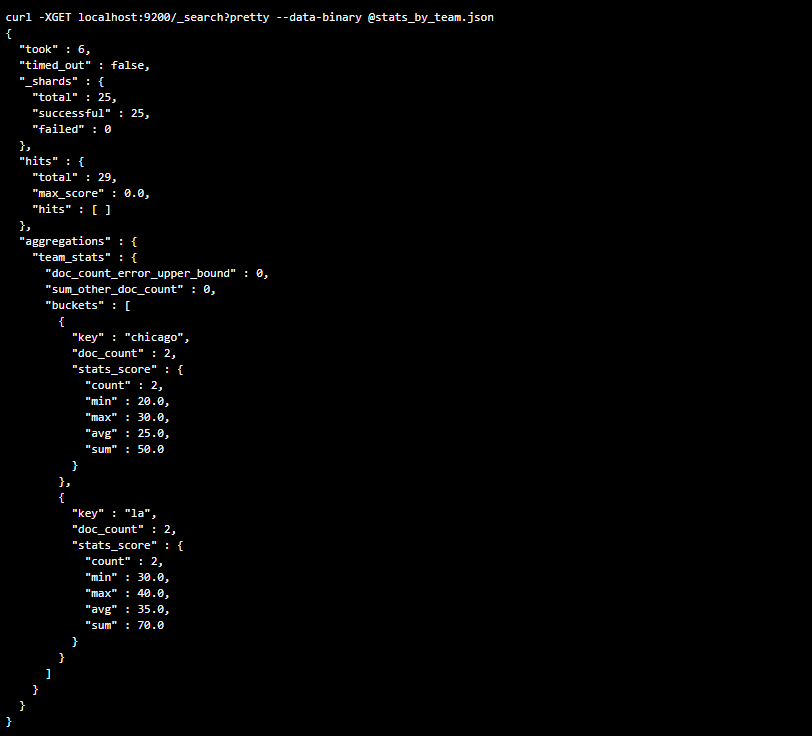 curl -XGET localhost:9200/_search?pretty --data-binary @stats_by_team.json
{
  "took" : 6,
  "timed_out" : false,
  "_shards" : {
    "total" : 25,
    "successful" : 25,
    "failed" : 0
  },
  "hits" : {
    "total" : 29,
    "max_score" : 0.0,
    "hits" : [ ]
  },
  "aggregations" : {
    "team_stats" : {
      "doc_count_error_upper_bound" : 0,
      "sum_other_doc_count" : 0,
      "buckets" : [
        {
          "key" : "chicago",
          "doc_count" : 2,
          "stats_score" : {
            "count" : 2,
            "min" : 20.0,
            "max" : 30.0,
            "avg" : 25.0,
            "sum" : 50.0
          }
        },
        {
          "key" : "la",
          "doc_count" : 2,
          "stats_score" : {
            "count" : 2,
            "min" : 30.0,
            "max" : 40.0,
            "avg" : 35.0,
            "sum" : 70.0
          }
        }
      ]
    }
  }
}